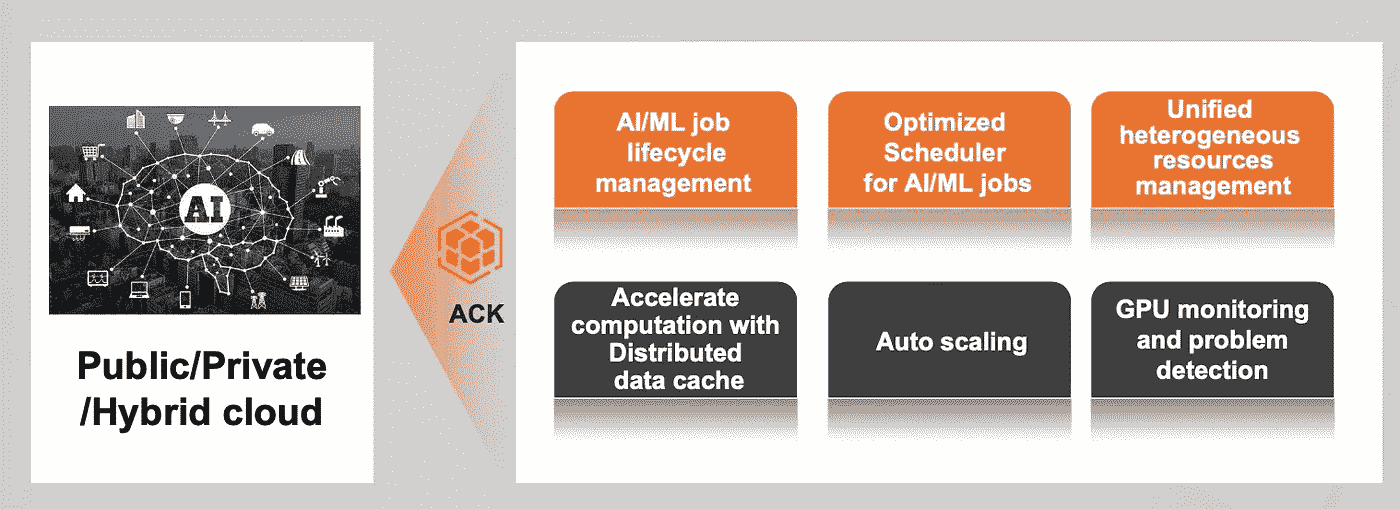 AI
Public/Private
/Hybrid cloud
ACK
AI/ML job
lifecycle
management
Optimized
Scheduler
for AI/ML jobs
Unified
heterogeneous
resources
management
Accelerate
computation with
Distributed
data cache
Auto scaling
GPU monitoring
and problem
detection